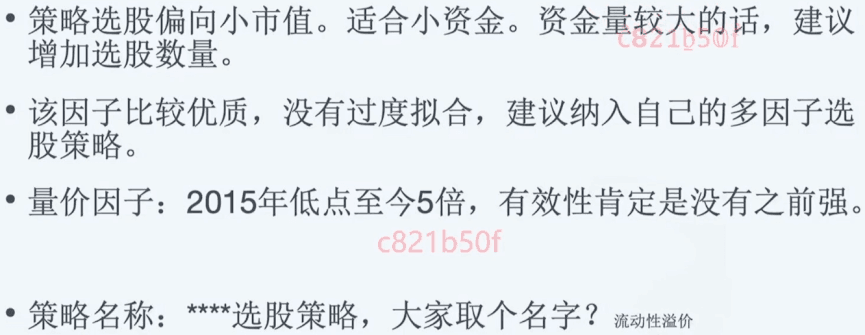 • 策略选股偏向小市值。适合小资金。资金量较大的话，建议
增加选股数量。
c821b50f
• 该因子比较优质，没有过度拟合，建议纳入自己的多因子选
股策略。
• 量价因子：2015年低点至今5倍，有效性肯定是没有之前强。
c821b50f
• 策略名称：****选股策略，大家取个名字？流动性溢价